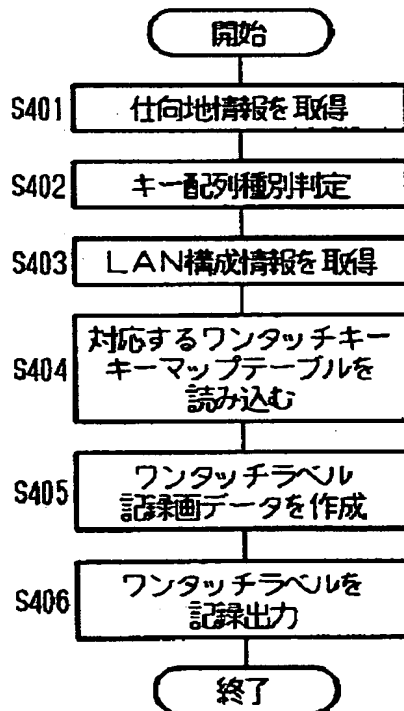 開始
S401 仕向地情報を取得
S402 キー配列種別判定
S403 LAN構成情報を取得
S404 対応するワンタッチキー
キーマップテーブルを
読み込む
S405 ワンタッチラベル
記録画データを作成
S406 ワンタッチラベルを
記録出力
終了